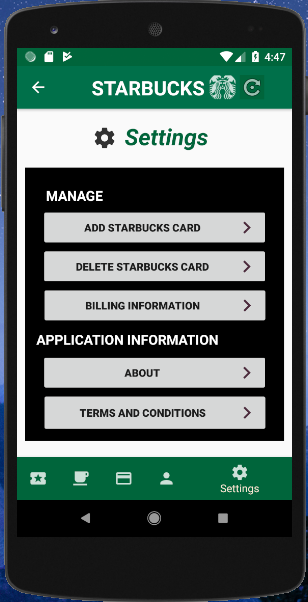 4:47
STARBUCKS
Settings
MANAGE
ADD STARBUCKS CARD
DELETE STARBUCKS CARD
BILLING INFORMATION
APPLICATION INFORMATION
ABOUT
TERMS AND CONDITIONS
Settings